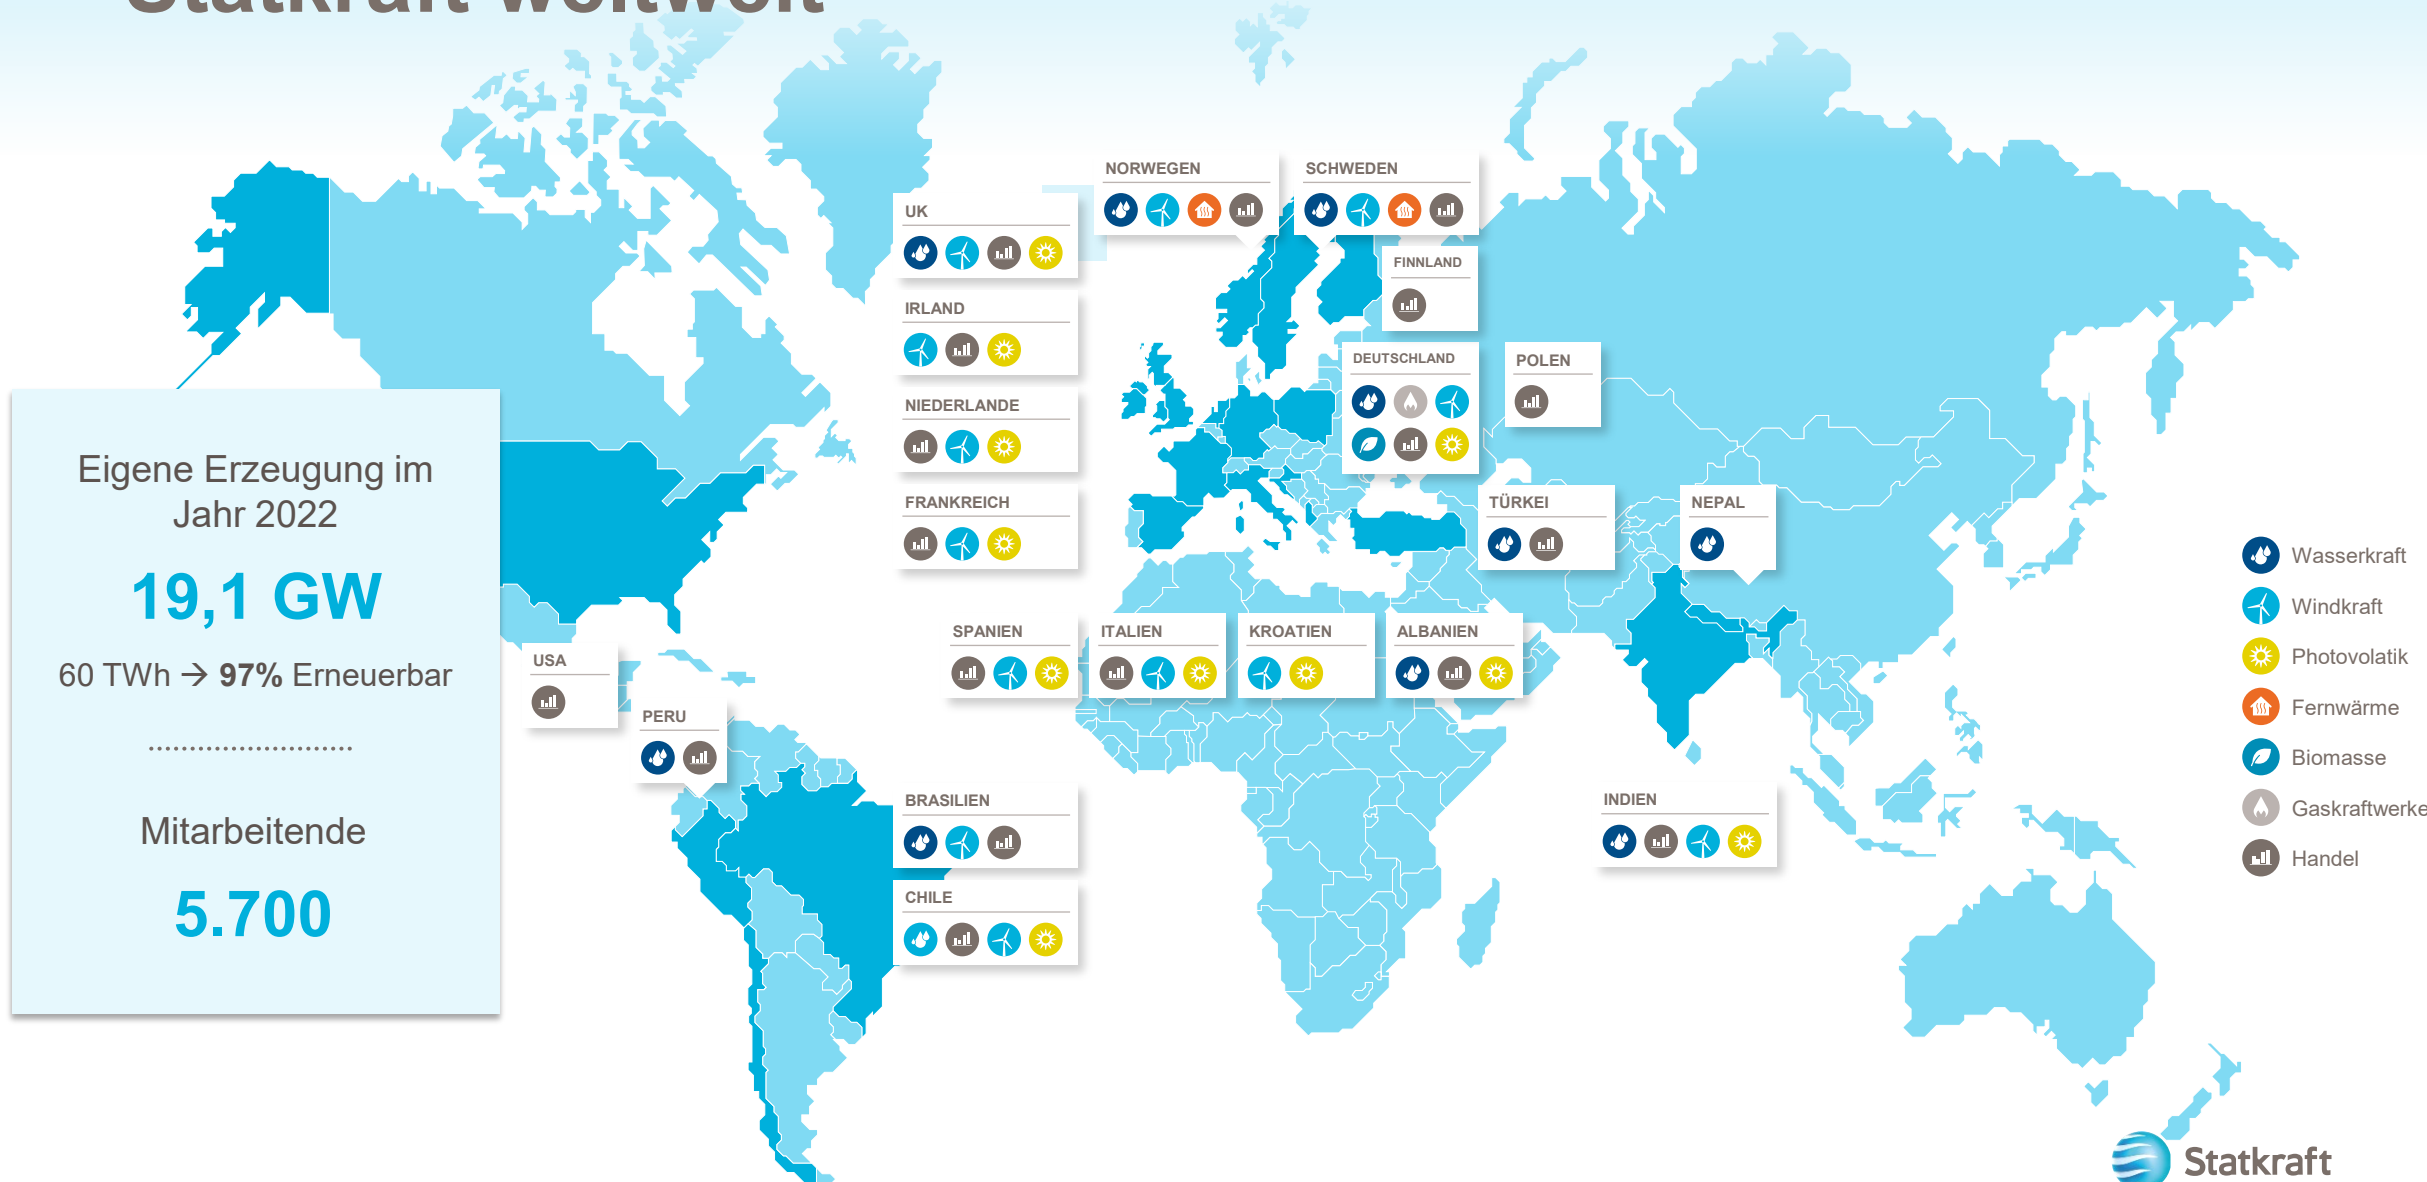 Statkraft weltweit
NORWEGEN
SCHWEDEN
UK
FINNLAND
IRLAND
DEUTSCHLAND
POLEN
NIEDERLANDE
Eigene Erzeugung im
Jahr 2022
19,1 GW
60 TWh → 97% Erneuerbar
Mitarbeitende
5.700
FRANKREICH
TÜRKEI
NEPAL
SPANIEN
ITALIEN
KROATIEN
ALBANIEN
USA
PERU
BRASILIEN
INDIEN
CHILE
Wasserkraft
Windkraft
Photovolatik
Fernwärme
Biomasse
Gaskraftwerke
Handel
Statkraft